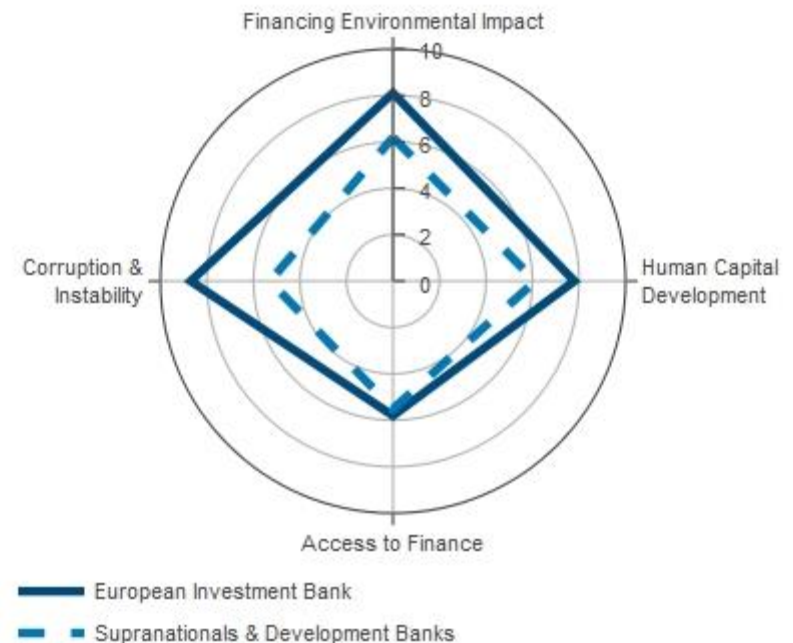 Financing Environmental Impact
10
8
6
4
2
0
Corruption &
Instability
Human Capital
Development
Access to Finance
European Investment Bank
Supranationals & Development Banks